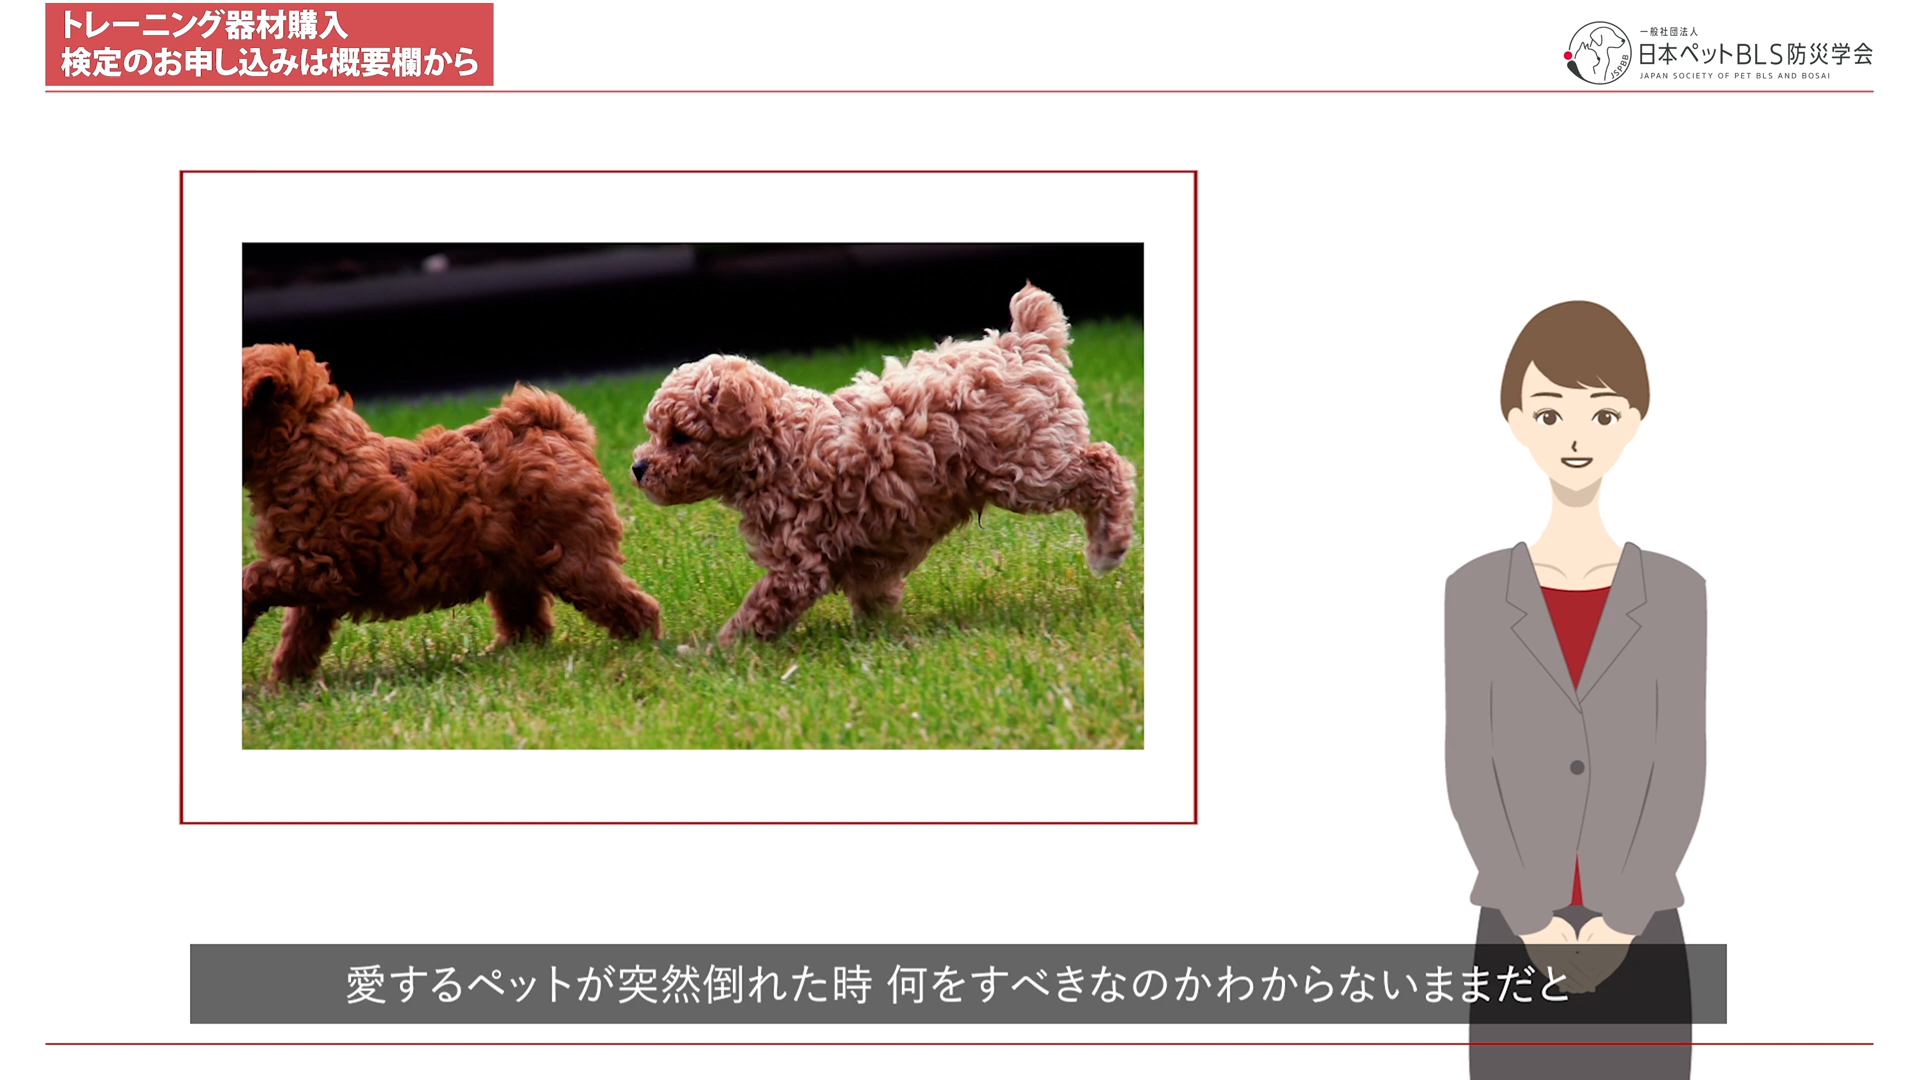 トレーニング器材購入
検定のお申し込みは概要欄から
一般社団法人
日本ペットBLS防災学会
JAPAN SOCIETY OF PET BLS AND BOSAI
JSPBB
愛するペットが突然倒れた時 何をすべきなのかわからないままだと